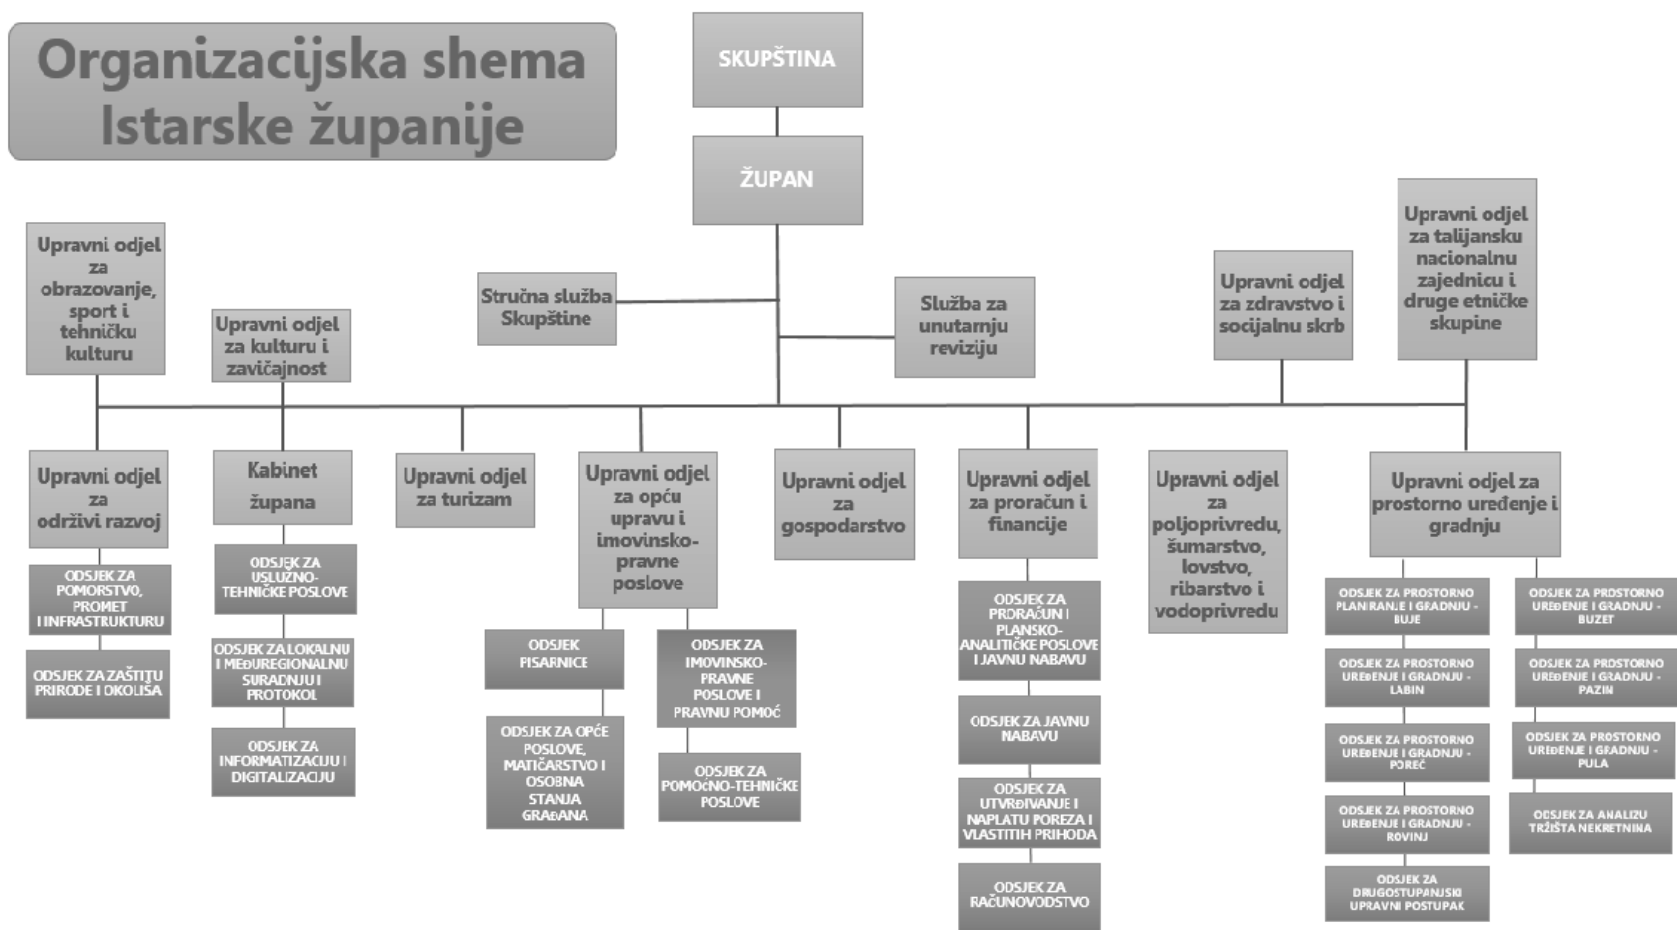 Organizacijska shema
Istarske županije
SKUPŠTINA
ŽUPAN
Stručna služba
Skupštine
Služba za
unutarnju
reviziju
Upravni odjel
za
obrazovanje,
sport i
tehničku
kulturu
Upravni odjel
za kulturu i
zavičajnost
Upravni odjel
za zdravstvo i
socijalnu skrb
Upravni odjel
za talijansku
nacionalnu
zajednicu i
druge etničke
skupine
Upravni odjel
za
održivi razvoj
ODSJEK ZA
POMORSTVO,
PROMET
I INFRASTRUKTURU
ODSJEK ZA ZAŠTITU
PRIRODE I OKOLIŠA
Kabinet
župana
ODSJEK ZA
USLUŽNO-
TEHNIČKE POSLOVE
ODSJEK ZA LOKALNU
I MEĐUREGIONALNU
SURADNJU I
PROTOKOL
ODSJEK ZA
INFORMATIZACIJU I
DIGITALIZACIJU
Upravni odjel
za turizam
Upravni odjel
za opću
upravu i
imovinsko-
pravne
poslove
ODSJEK
PISARNICE
ODSJEK ZA OPĆE
POSLOVE,
MATIČARSTVO I
OSOBNA
STANJA
GRAĐANA
ODSJEK ZA
IMOVINSKO-
PRAVNE
POSLOVE I
PRAVNU POMOĆ
ODSJEK ZA
POMOĆNO-TEHNIČKE
POSLOVE
Upravni odjel
za
gospodarstvo
Upravni odjel
za proračun i
financije
ODSJEK ZA
PRORAČUN I
PLANSKO-
ANALITIČKE POSLOVE
I JAVNU NABAVU
ODSJEK ZA JAVNU
NABAVU
ODSJEK ZA
UTVRĐIVANJE I
NAPLATU POREZA I
VLASTITIH PRIHODA
ODSJEK ZA
RAČUNOVODSTVO
Upravni odjel
za
poljoprivredu,
šumarstvo,
lovstvo,
ribarstvo i
vodoprivredu
Upravni odjel za
prostorno uređenje i
gradnju
ODSJEK ZA PROSTORNO
PLANIRANJE I GRADNJU -
BUJE
ODSJEK ZA PROSTORNO
UREĐENJE I GRADNJU -
LABIN
ODSJEK ZA PROSTORNO
UREĐENJE I GRADNJU -
POREČ
ODSJEK ZA PROSTORNO
UREĐENJE I GRADNJU -
ROVINJ
ODSJEK ZA
DRUGOSTUPANJSKI
UPRAVNI POSTUPAK
ODSJEK ZA PROSTORNO
UREĐENJE I GRADNJU -
BUZET
ODSJEK ZA PROSTORNO
UREĐENJE I GRADNJU -
PAZIN
ODSJEK ZA PROSTORNO
UREĐENJE I GRADNJU -
PULA
ODSJEK ZA ANALIZU
TRŽIŠTA NEKRETNINA